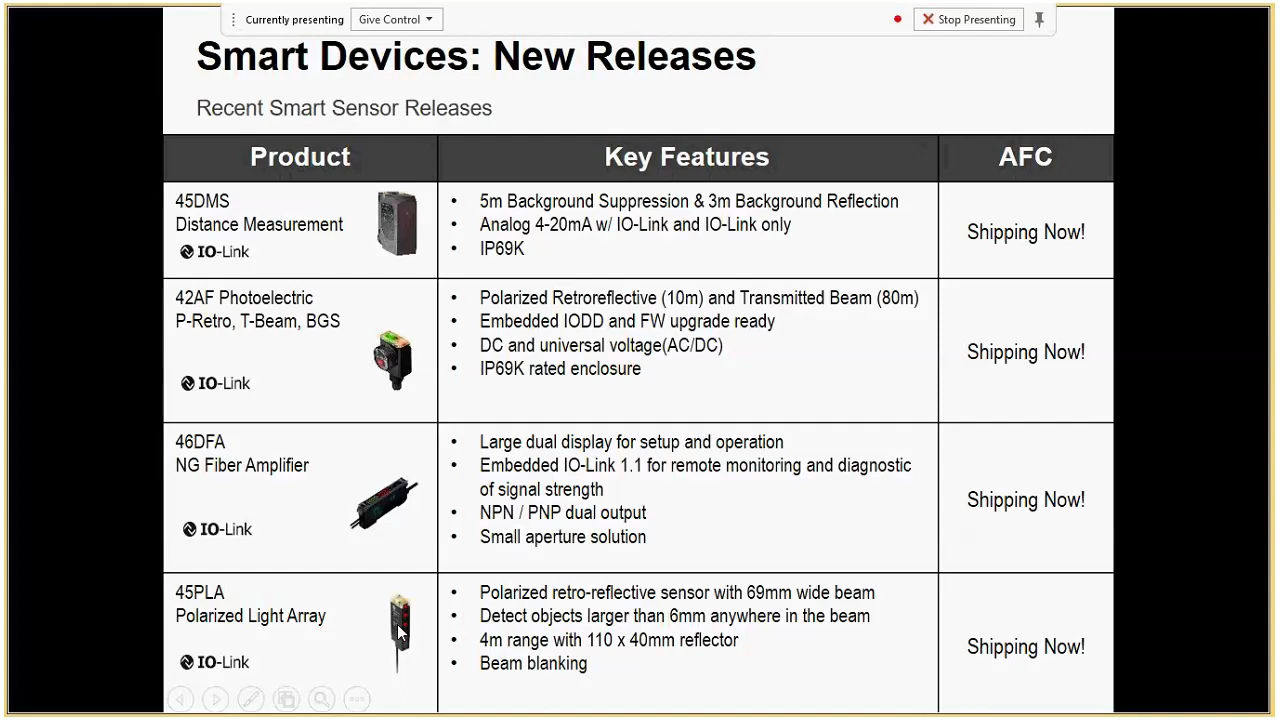 Currently presenting
Give Control
Stop Presenting
Smart Devices: New Releases
Recent Smart Sensor Releases
Product
Key Features
AFC
45DMS
Distance Measurement
IO-Link
• 5m Background Suppression & 3m Background Reflection
• Analog 4-20mA w/ IO-Link and IO-Link only
• IP69K
Shipping Now!
42AF Photoelectric
P-Retro, T-Beam, BGS
IO-Link
• Polarized Retroreflective (10m) and Transmitted Beam (80m)
• Embedded IODD and FW upgrade ready
• DC and universal voltage(AC/DC)
• IP69K rated enclosure
Shipping Now!
46DFA
NG Fiber Amplifier
IO-Link
• Large dual display for setup and operation
• Embedded IO-Link 1.1 for remote monitoring and diagnostic
of signal strength
• NPN / PNP dual output
• Small aperture solution
Shipping Now!
45PLA
Polarized Light Array
IO-Link
• Polarized retro-reflective sensor with 69mm wide beam
• Detect objects larger than 6mm anywhere in the beam
• 4m range with 110 x 40mm reflector
• Beam blanking
Shipping Now!